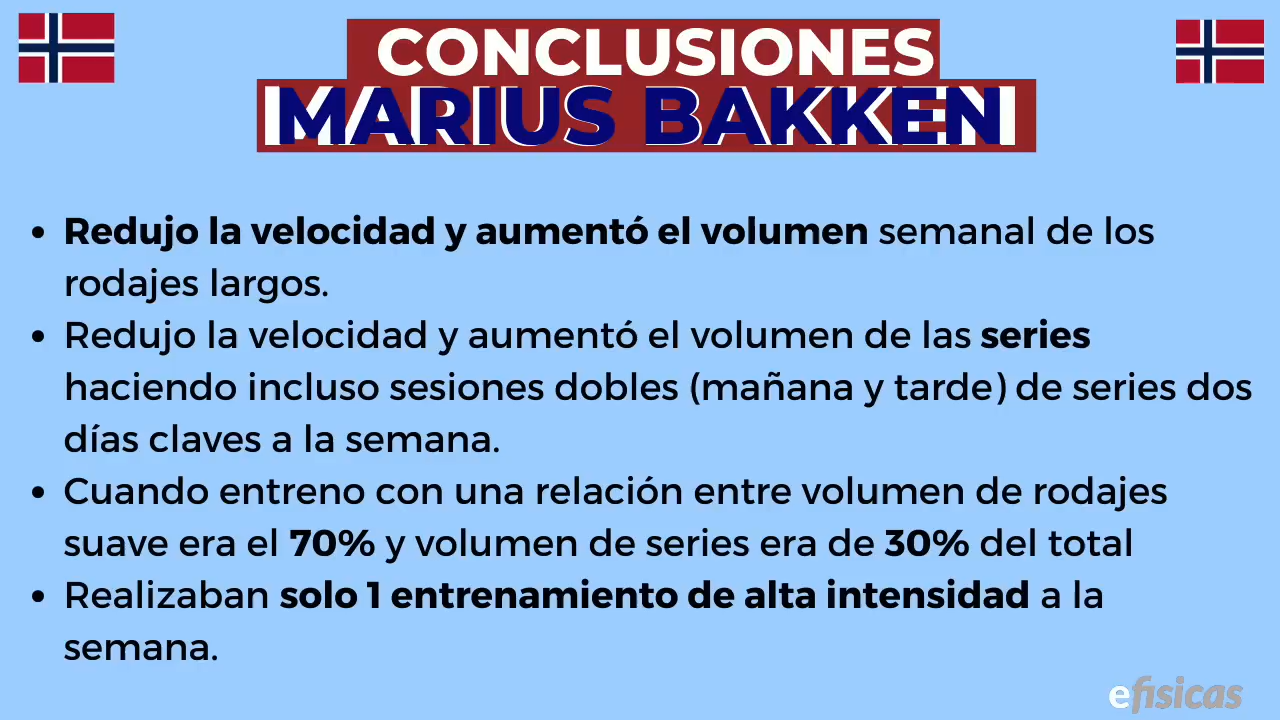 CONCLUSIONES
MARIUS BAKKEN
• Redujo la velocidad y aumentó el volumen semanal de los
rodajes largos.
• Redujo la velocidad y aumentó el volumen de las series
haciendo incluso sesiones dobles (mañana y tarde) de series dos
días claves a la semana.
• Cuando entreno con una relación entre volumen de rodajes
suave era el 70% y volumen de series era de 30% del total
• Realizaban solo 1 entrenamiento de alta intensidad a la
semana.
efisicas